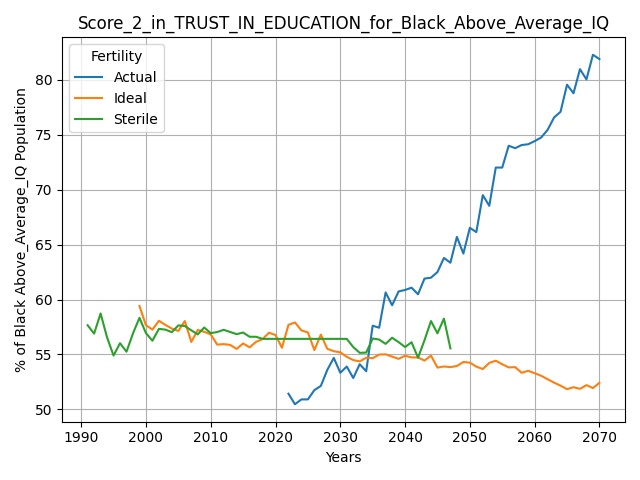 Score_2_in_TRUST_IN_EDUCATION_for_Black_Above_Average_IQ
Fertility
Actual
Ideal
Sterile
% of Black Above_Average_IQ Population
80
75
70
65
60
55
50
1990 2000 2010 2020 2030 2040 2050 2060 2070
Years